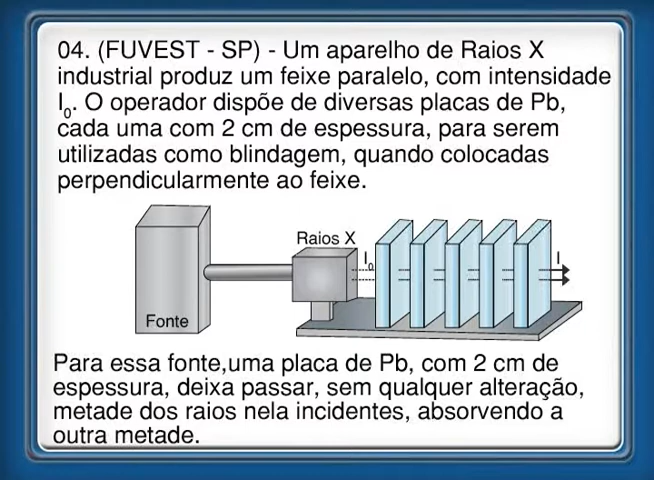 04. (FUVEST - SP) - Um aparelho de Raios X
industrial produz um feixe paralelo, com intensidade
I₀. O operador dispõe de diversas placas de Pb,
cada uma com 2 cm de espessura, para serem
utilizadas como blindagem, quando colocadas
perpendicularmente ao feixe.
Raios X
I₀
I
Fonte
Para essa fonte,uma placa de Pb, com 2 cm de
espessura, deixa passar, sem qualquer alteração,
metade dos raios nela incidentes, absorvendo a
outra metade.